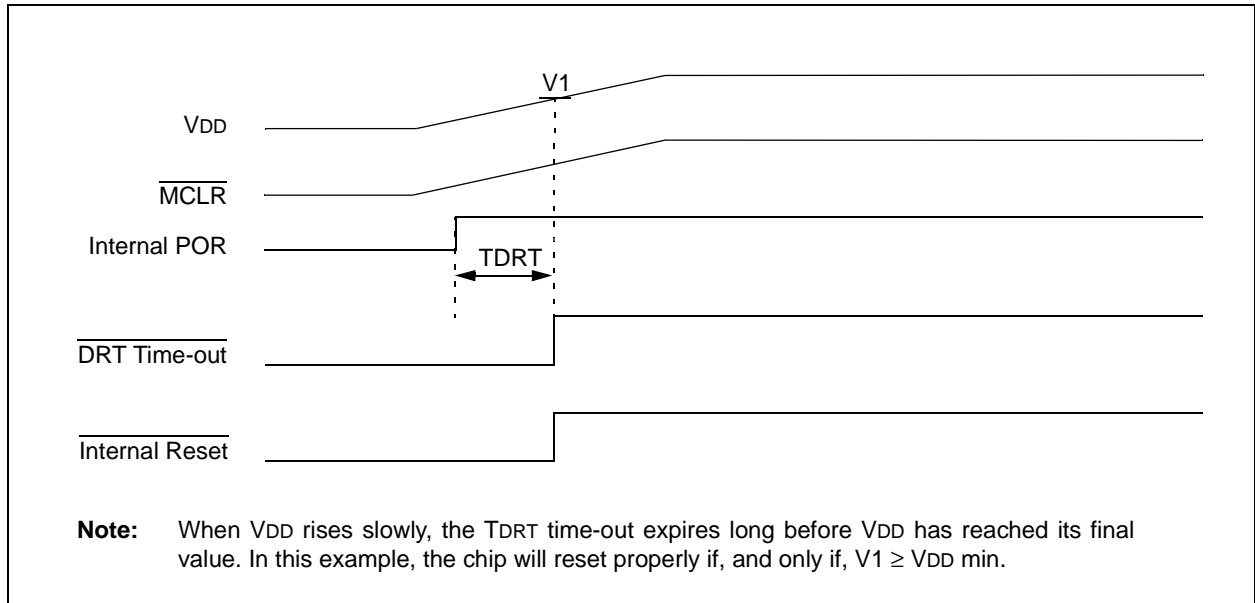 V1
VDD
MCLR
Internal POR
TDRT
DRT Time-out
Internal Reset
Note: When VDD rises slowly, the TDRT time-out expires long before VDD has reached its final
value. In this example, the chip will reset properly if, and only if, V1 ≥ VDD min.